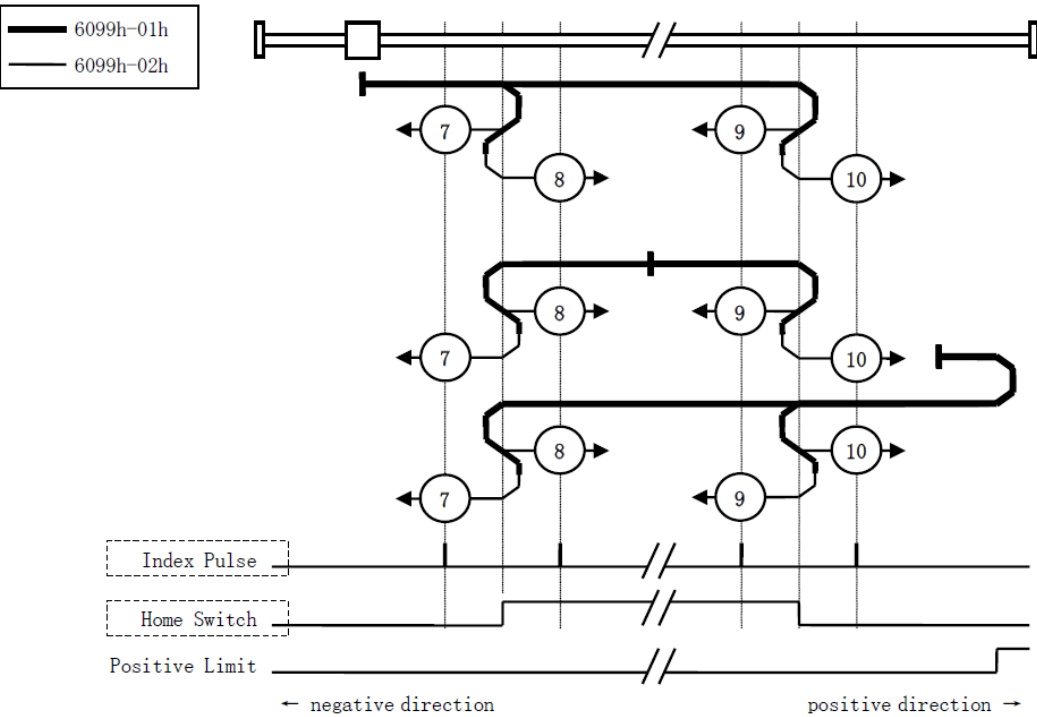 6099h-01h
6099h-02h
7
9
8
10
8
9
7
10
8
10
7
9
Index Pulse
Home Switch
Positive Limit
← negative direction
positive direction →